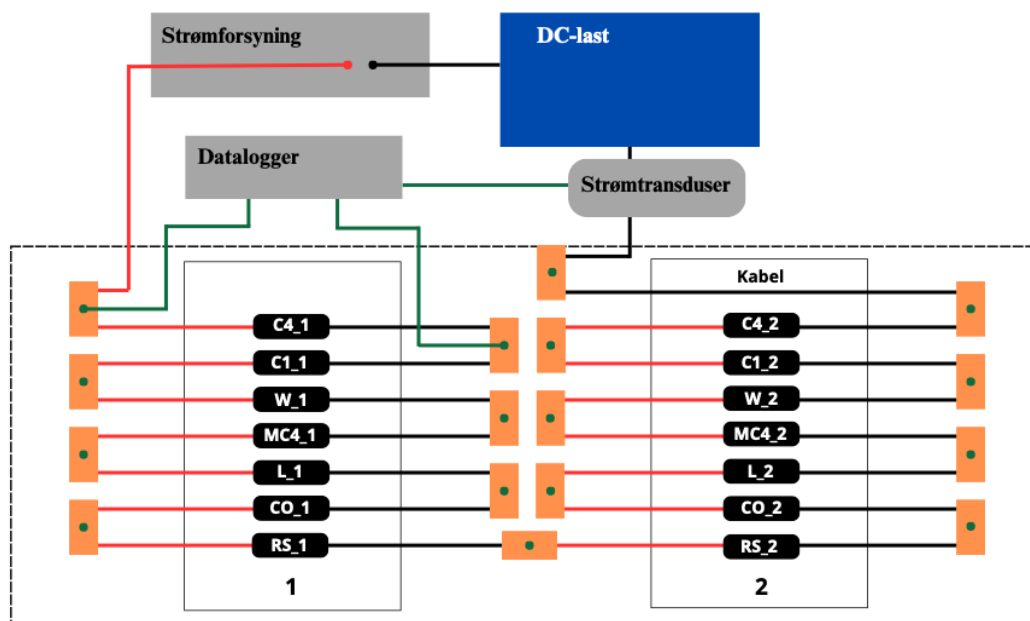 Strømforsyning
DC-last
Datalogger
Strømtransduser
Kabel
C4_1
C4_2
C1_1
C1_2
W_1
W_2
MC4_1
MC4_2
L_1
L_2
CO_1
CO_2
RS_1
RS_2
1
2